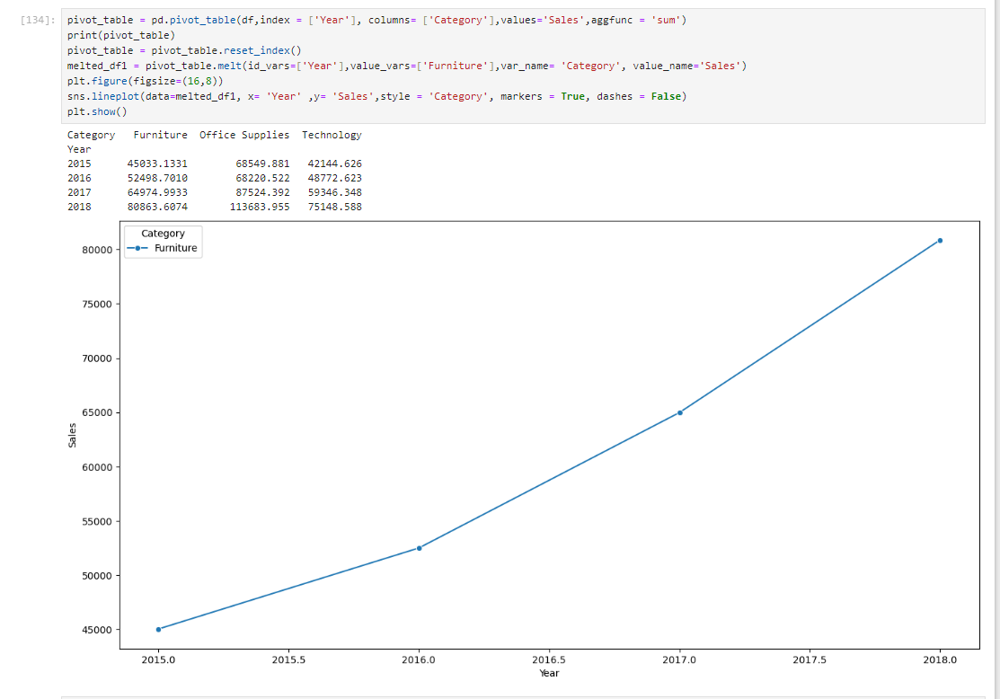 [134]: pivot_table = pd.pivot_table(df,index = ['Year'], columns= ['Category'],values='Sales',aggfunc = 'sum')
print(pivot_table)
pivot_table = pivot_table.reset_index()
melted_df1 = pivot_table.melt(id_vars=['Year'],value_vars=['Furniture'],var_name= 'Category', value_name='Sales')
plt.figure(figsize=(16,8))
sns.lineplot(data=melted_df1, x= 'Year' ,y= 'Sales',style = 'Category', markers = True, dashes = False)
plt.show()
Category Furniture Office Supplies Technology
Year
2015 45033.1331 68549.881 42144.626
2016 52498.7010 68220.522 48772.623
2017 64974.9933 87524.392 59346.348
2018 80863.6074 113683.955 75148.588
Category
Furniture
80000
75000
70000
65000
60000
55000
50000
45000
Sales
2015.0 2015.5 2016.0 2016.5 2017.0 2017.5 2018.0
Year